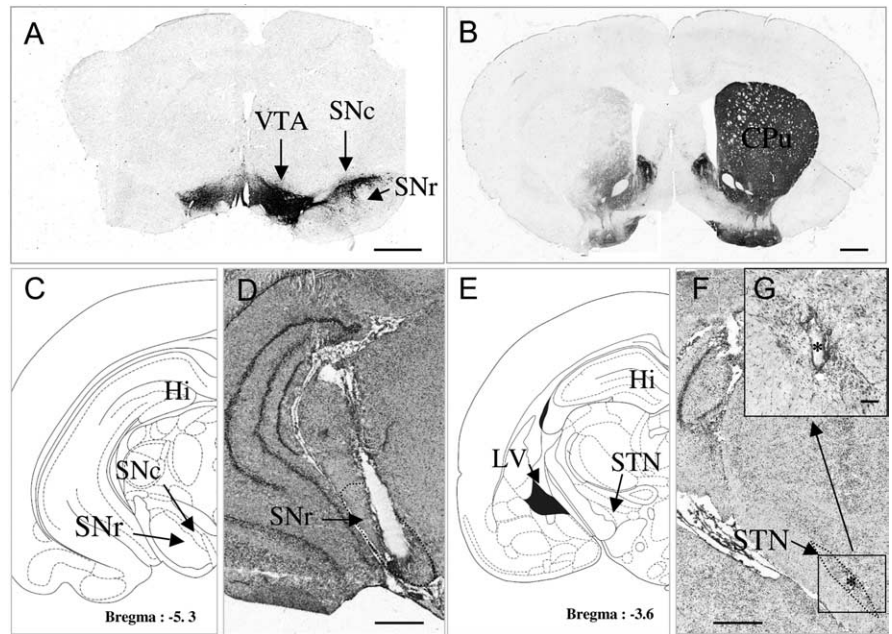 A
VTA
SNc
SNr
B
CPu
C
Hi
SNc
SNr
Bregma : -5. 3
D
SNr
E
Hi
LV
STN
Bregma : -3.6
F
G
*
STN
*